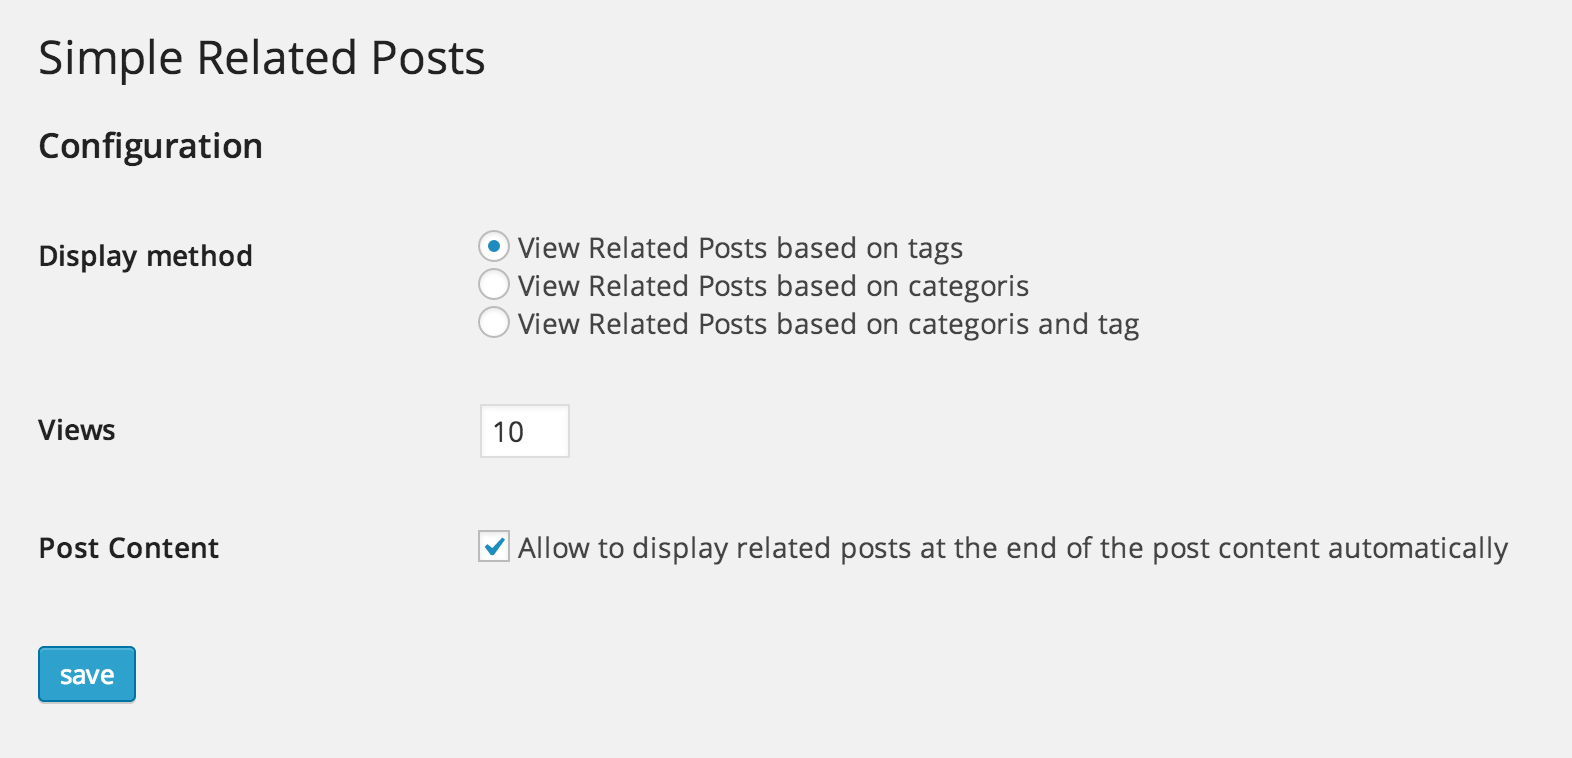 Simple Related Posts
Configuration
Display method
View Related Posts based on tags
View Related Posts based on categoris
View Related Posts based on categoris and tag
Views
10
Post Content
Allow to display related posts at the end of the post content automatically
save